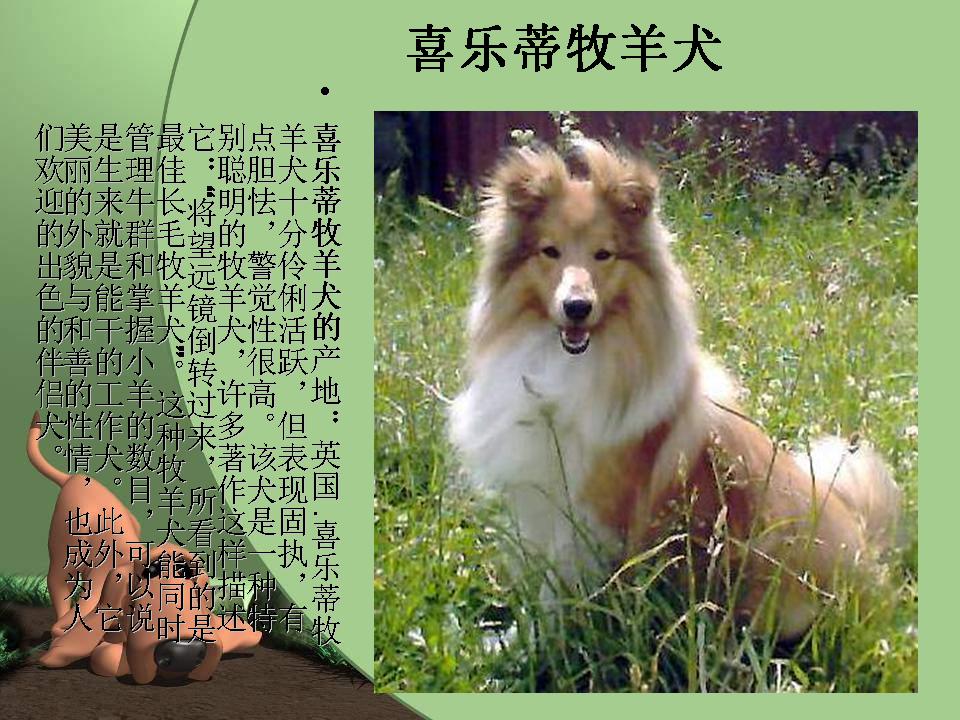 喜乐蒂牧羊犬
• 喜乐蒂牧羊犬的产地：英国.喜乐蒂牧
羊犬十分伶俐活跃，但表现固执，有
点胆怯，警觉性很高。该犬是一种特
别聪明的牧羊犬，许多著作这样描述
它：“将望远镜倒转过来，所看到的是
最佳长毛牧羊犬”。这种牧羊犬能同时
管理牛群和掌握小羊的数目，可以说
是生来就是能干的工作犬。此外，它
美丽的外貌与和善的性情，也成为人
们欢迎的出色的伴侣犬。